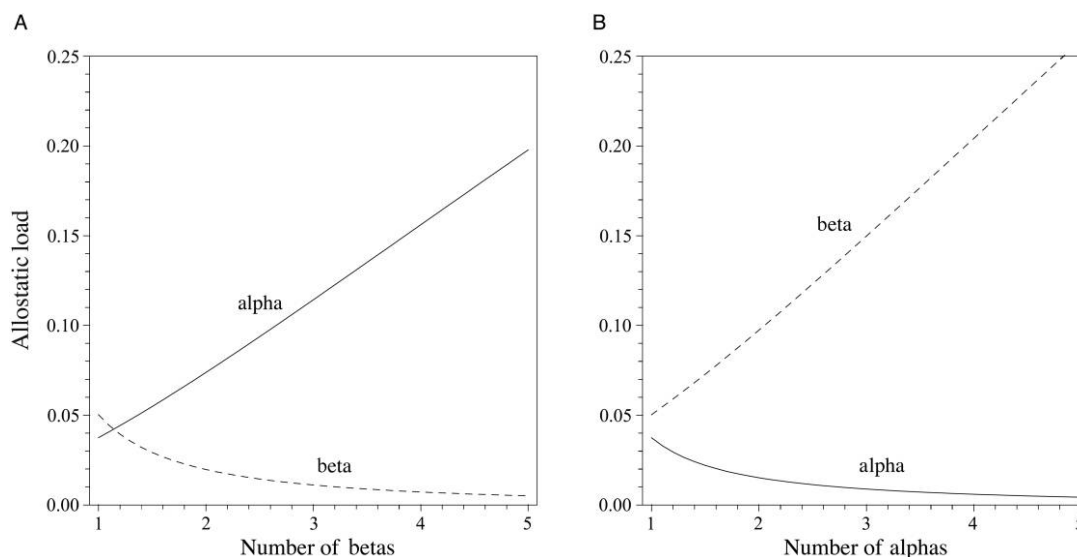 A
B
0.25
0.20
0.15
0.10
0.05
0.00
Allostatic load
alpha
beta
1 2 3 4 5
Number of betas
0.25
0.20
0.15
0.10
0.05
0.00
beta
alpha
1 2 3 4
Number of alphas